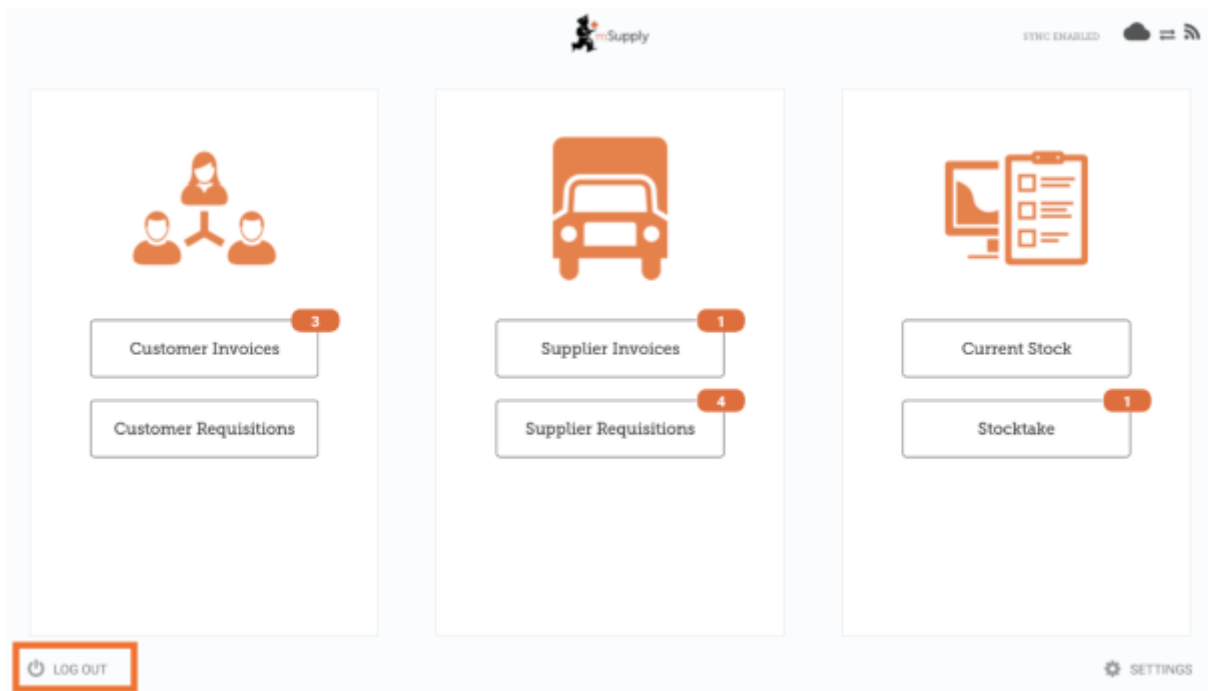 mSupply
SYNC ENABLED
3
Customer Invoices
Customer Requisitions
1
Supplier Invoices
4
Supplier Requisitions
Current Stock
1
Stocktake
LOG OUT
SETTINGS